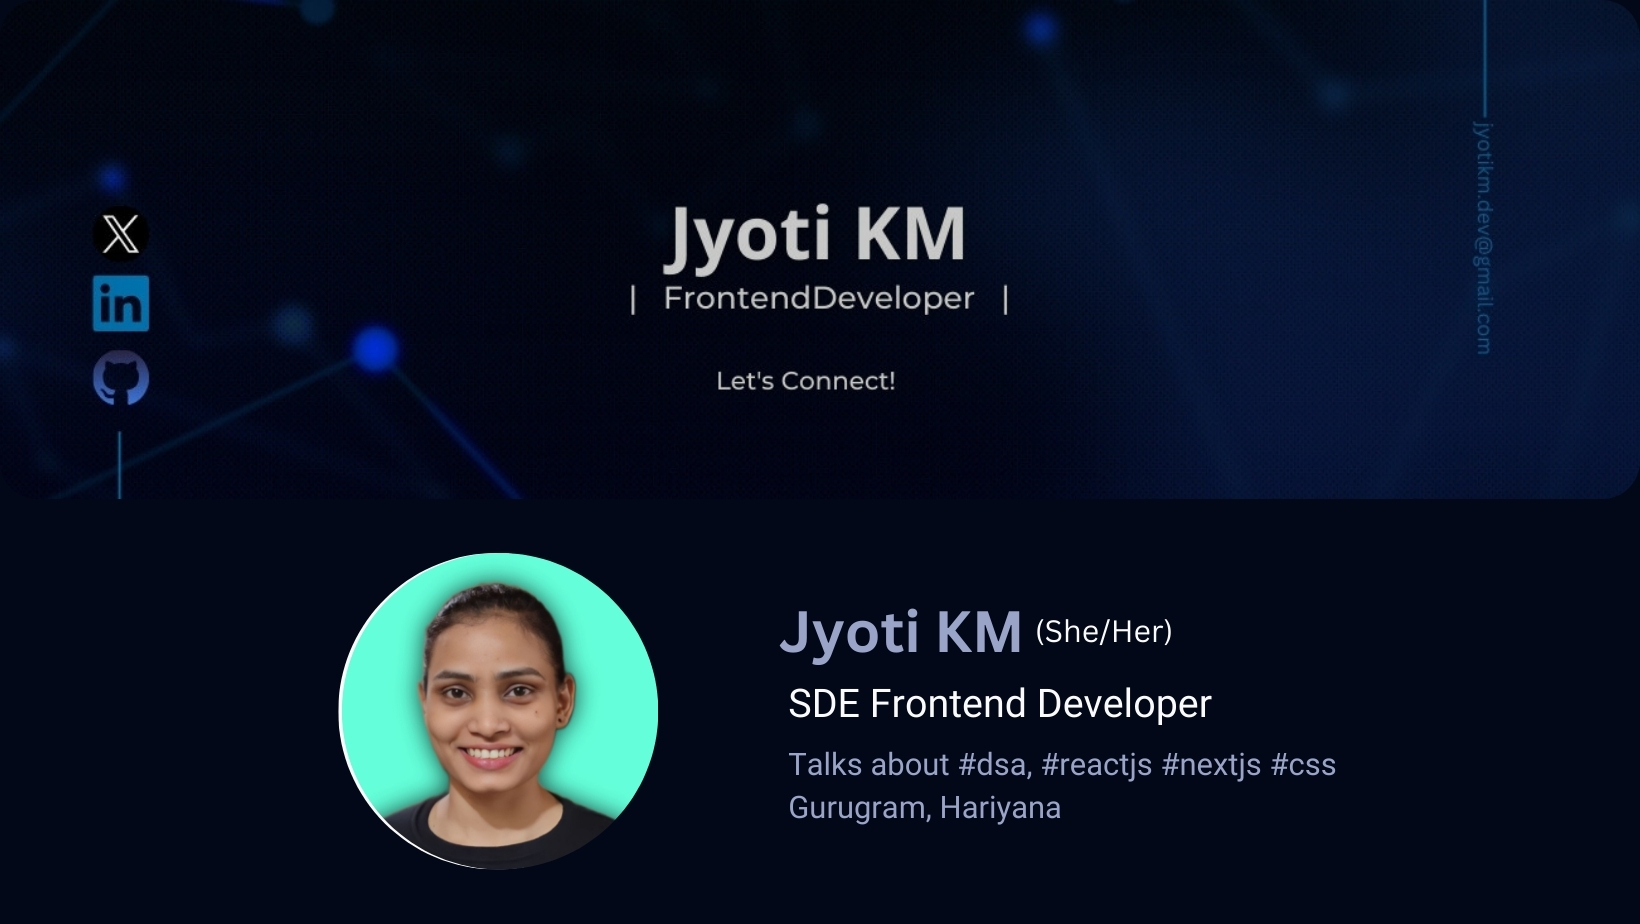 Jyoti KM
| FrontendDeveloper |
Let's Connect!
jyotikm.dev@gmail.com
X
in
Jyoti KM (She/Her)
SDE Frontend Developer
Talks about #dsa, #reactjs #nextjs #css
Gurugram, Hariyana